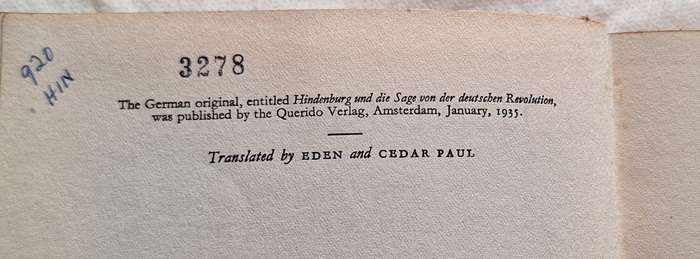 920
HIN
3278
The German original, entitled Hindenburg und die Sage von der deutschen Revolution,
was published by the Querido Verlag, Amsterdam, January, 1935.
Translated by EDEN and CEDAR PAUL